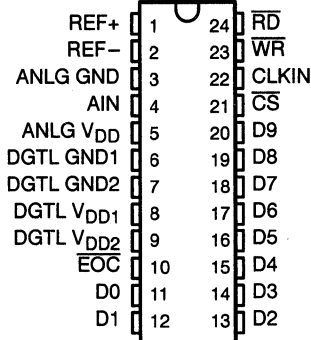 REF+ 1 24 RD
REF− 2 23 WR
ANLG GND 3 22 CLKIN
AIN 4 21 CS
ANLG VDD 5 20 D9
DGTL GND1 6 19 D8
DGTL GND2 7 18 D7
DGTL VDD1 8 17 D6
DGTL VDD2 9 16 D5
EOC 10 15 D4
D0 11 14 D3
D1 12 13 D2